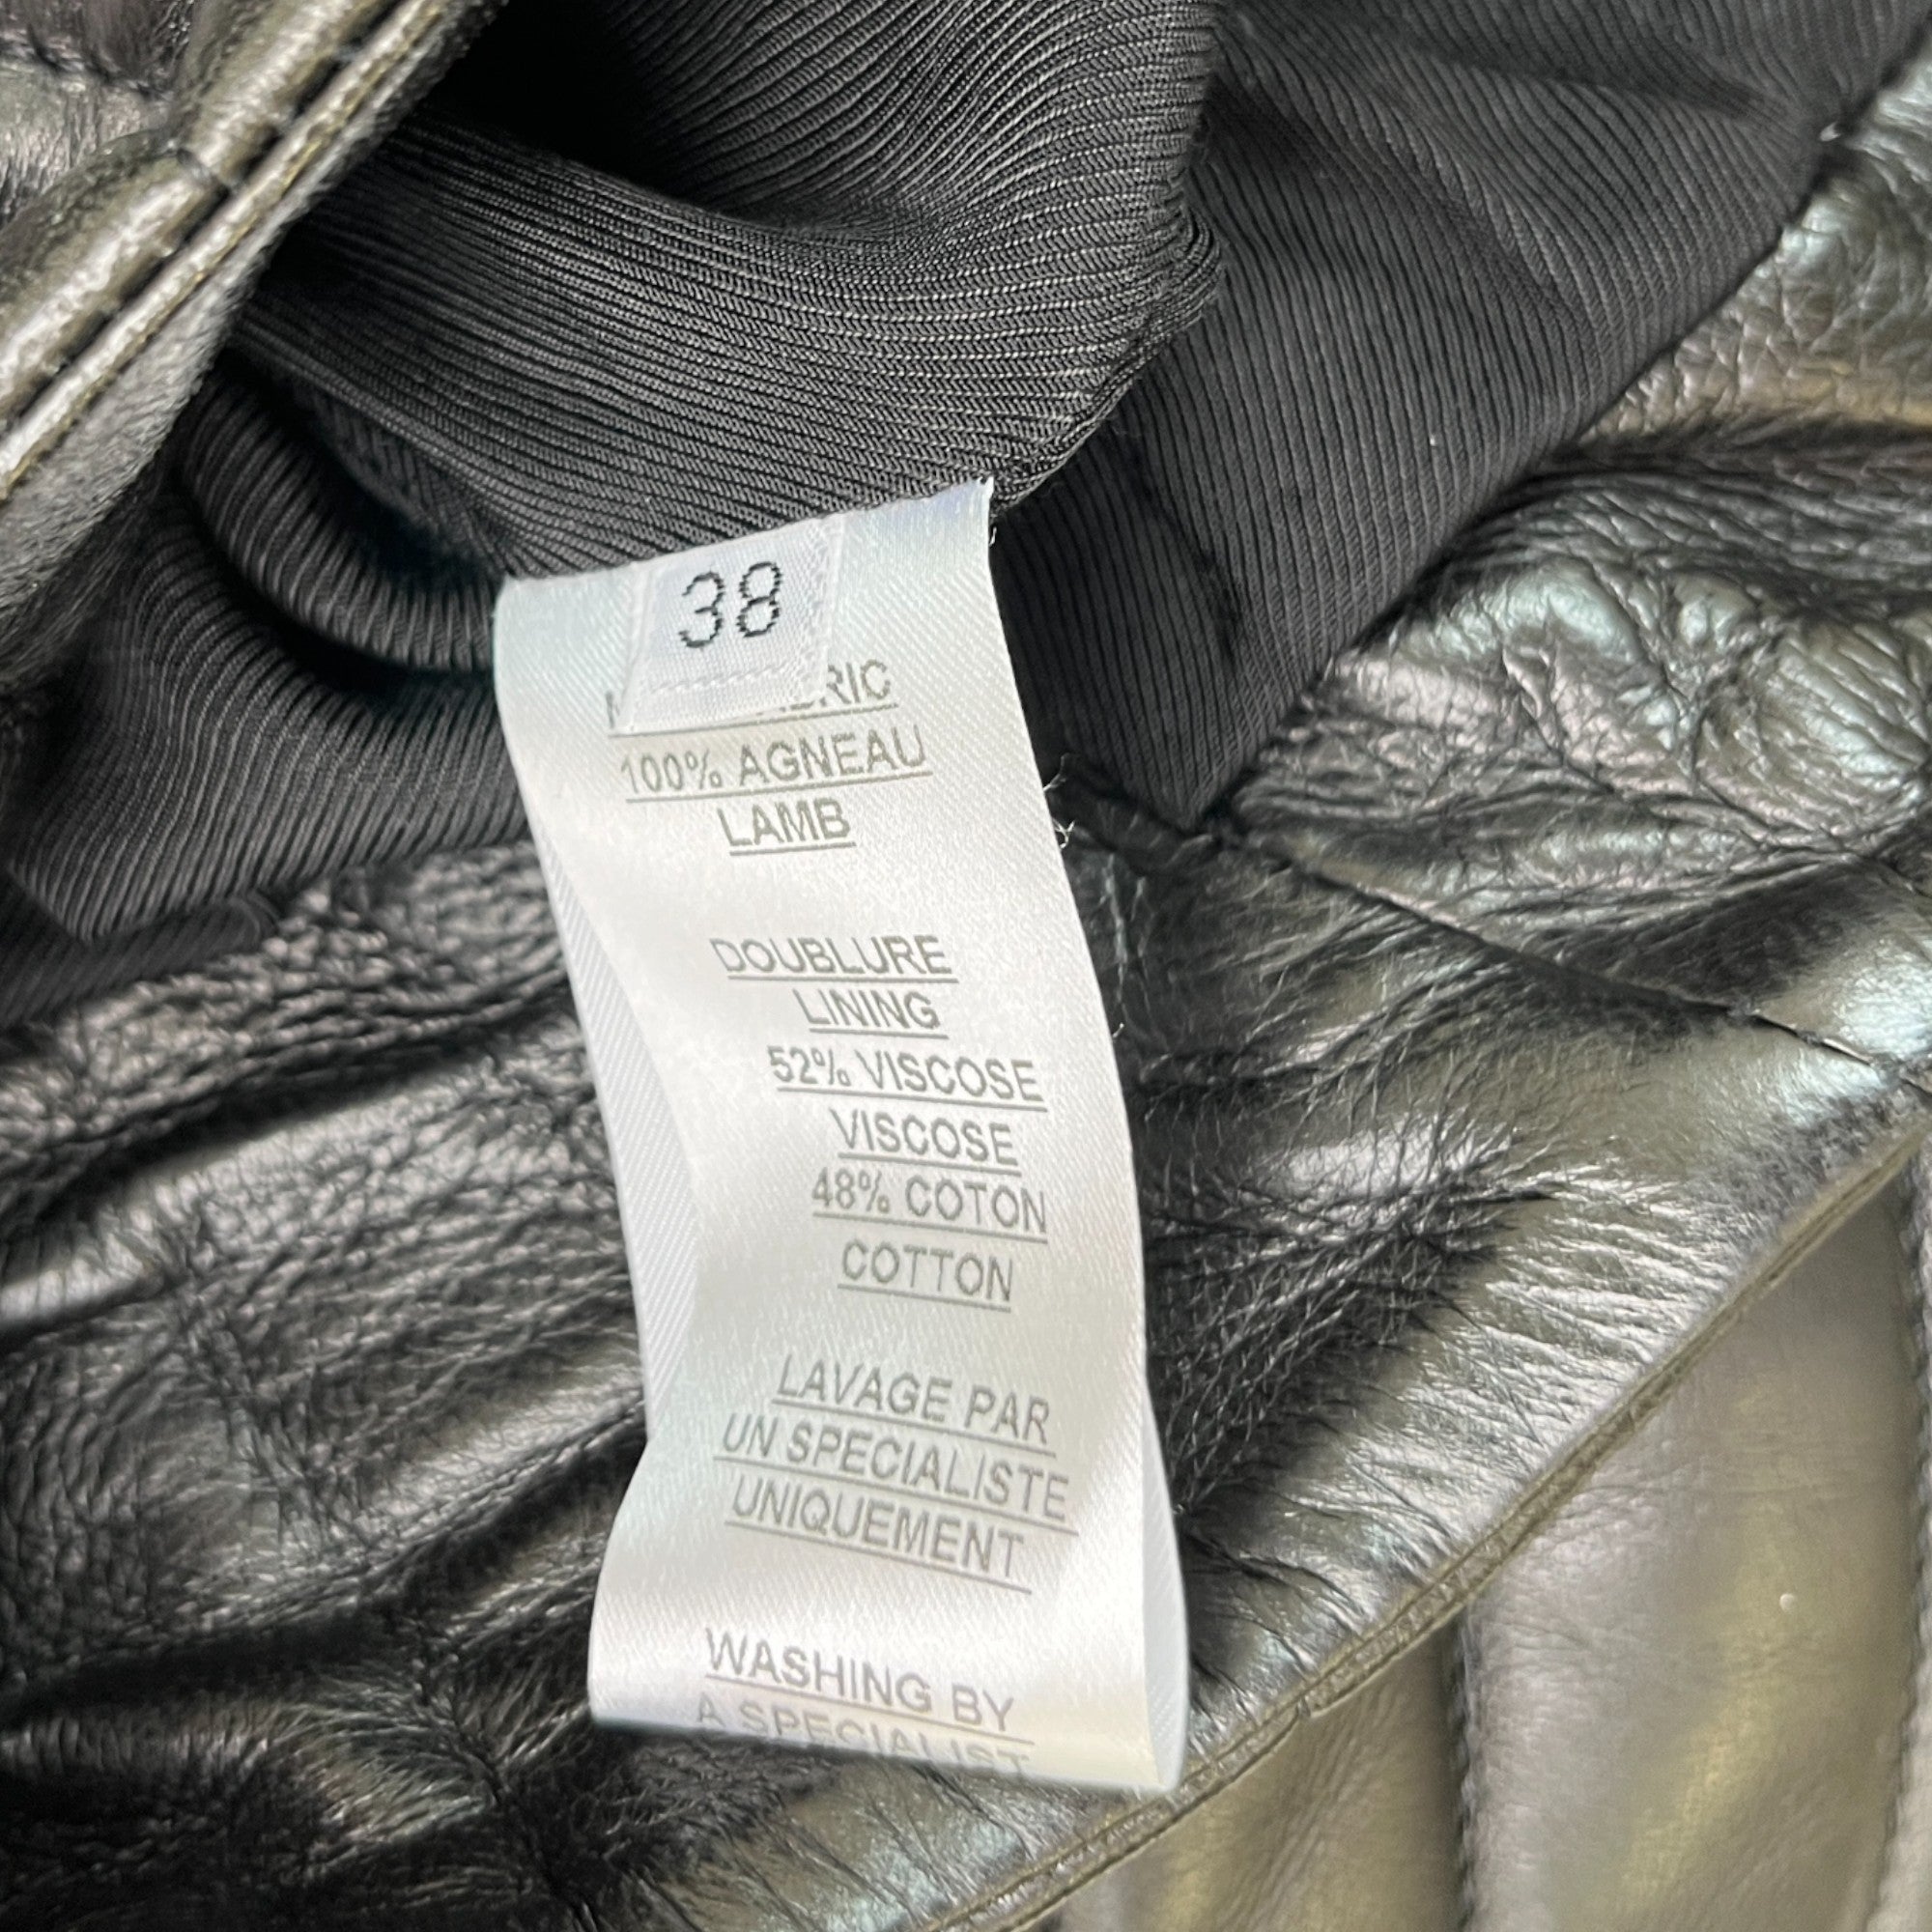 38
100% AGNEAU
LAMB
DOUBLURE
LINING
52% VISCOSE
VISCOSE
48% COTON
COTTON
LAVAGE PAR
UN SPECIALISTE
UNIQUEMENT
WASHING BY
A SPECIALIST